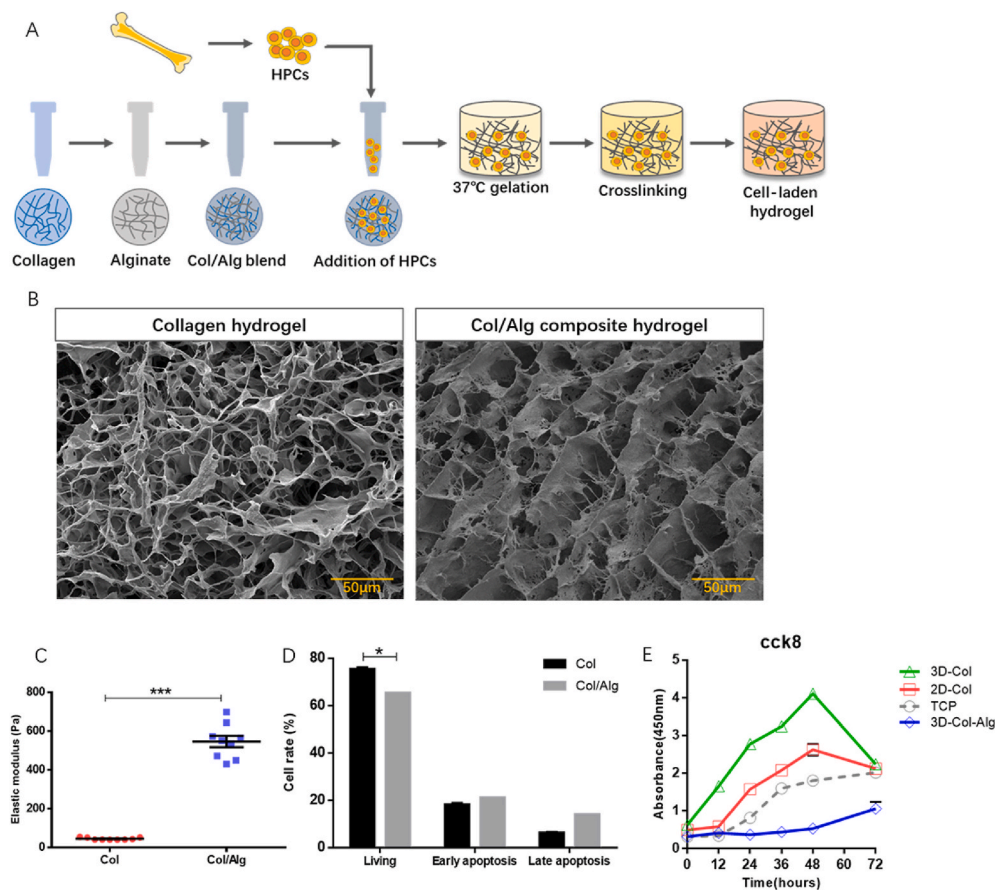 A
HPCs
37℃ gelation
Crosslinking
Cell-laden
hydrogel
Collagen
Alginate
Col/Alg blend
Addition of HPCs
B
Collagen hydrogel
Col/Alg composite hydrogel
50μm
50μm
C
***
Elastic modulus (Pa)
800
600
400
200
0
Col
Col/Alg
D
*
Col
Col/Alg
Cell rate (%)
80
60
40
20
0
Living
Early apoptosis
Late apoptosis
E
cck8
3D-Col
2D-Col
TCP
3D-Col-Alg
Absorbance(450nm)
5
4
3
2
1
0
0 12 24 36 48 60 72
Time(hours)